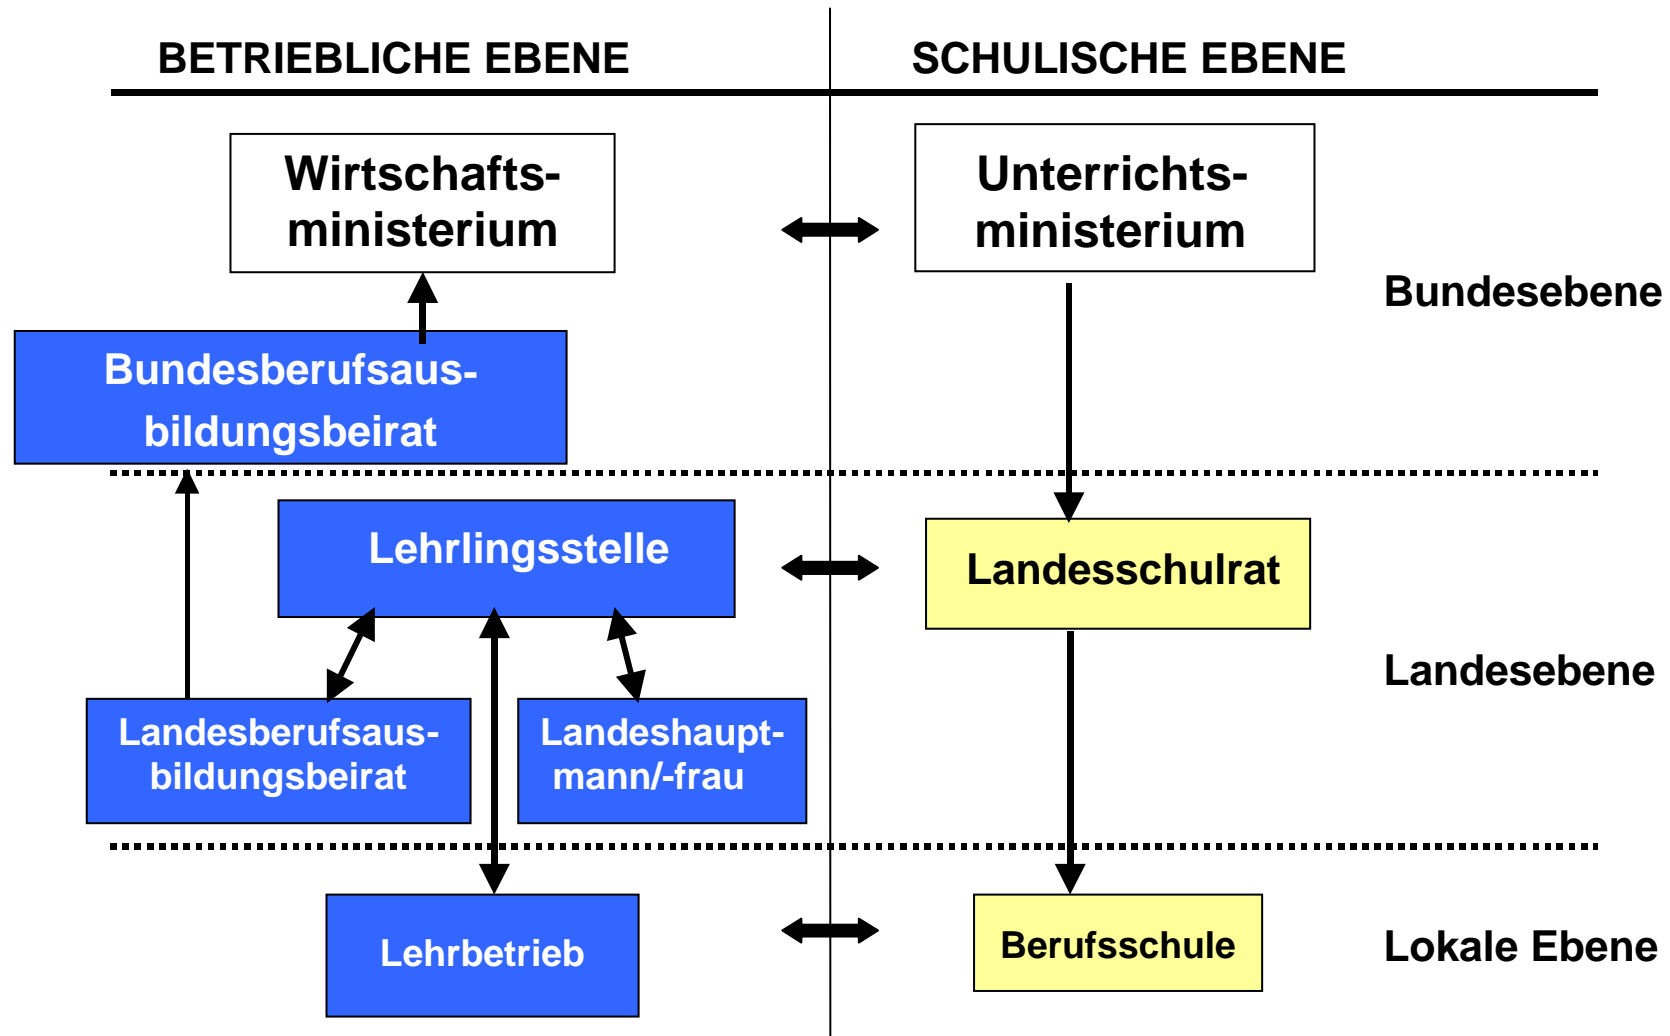 BETRIEBLICHE EBENE
SCHULISCHE EBENE
Wirtschafts-
ministerium
Unterrichts-
ministerium
Bundesebene
Bundesberufsaus-
bildungsbeirat
Lehrlingsstelle
Landesschulrat
Landesebene
Landesberufsaus-
bildungsbeirat
Landeshaupt-
mann/-frau
Lehrbetrieb
Berufsschule
Lokale Ebene